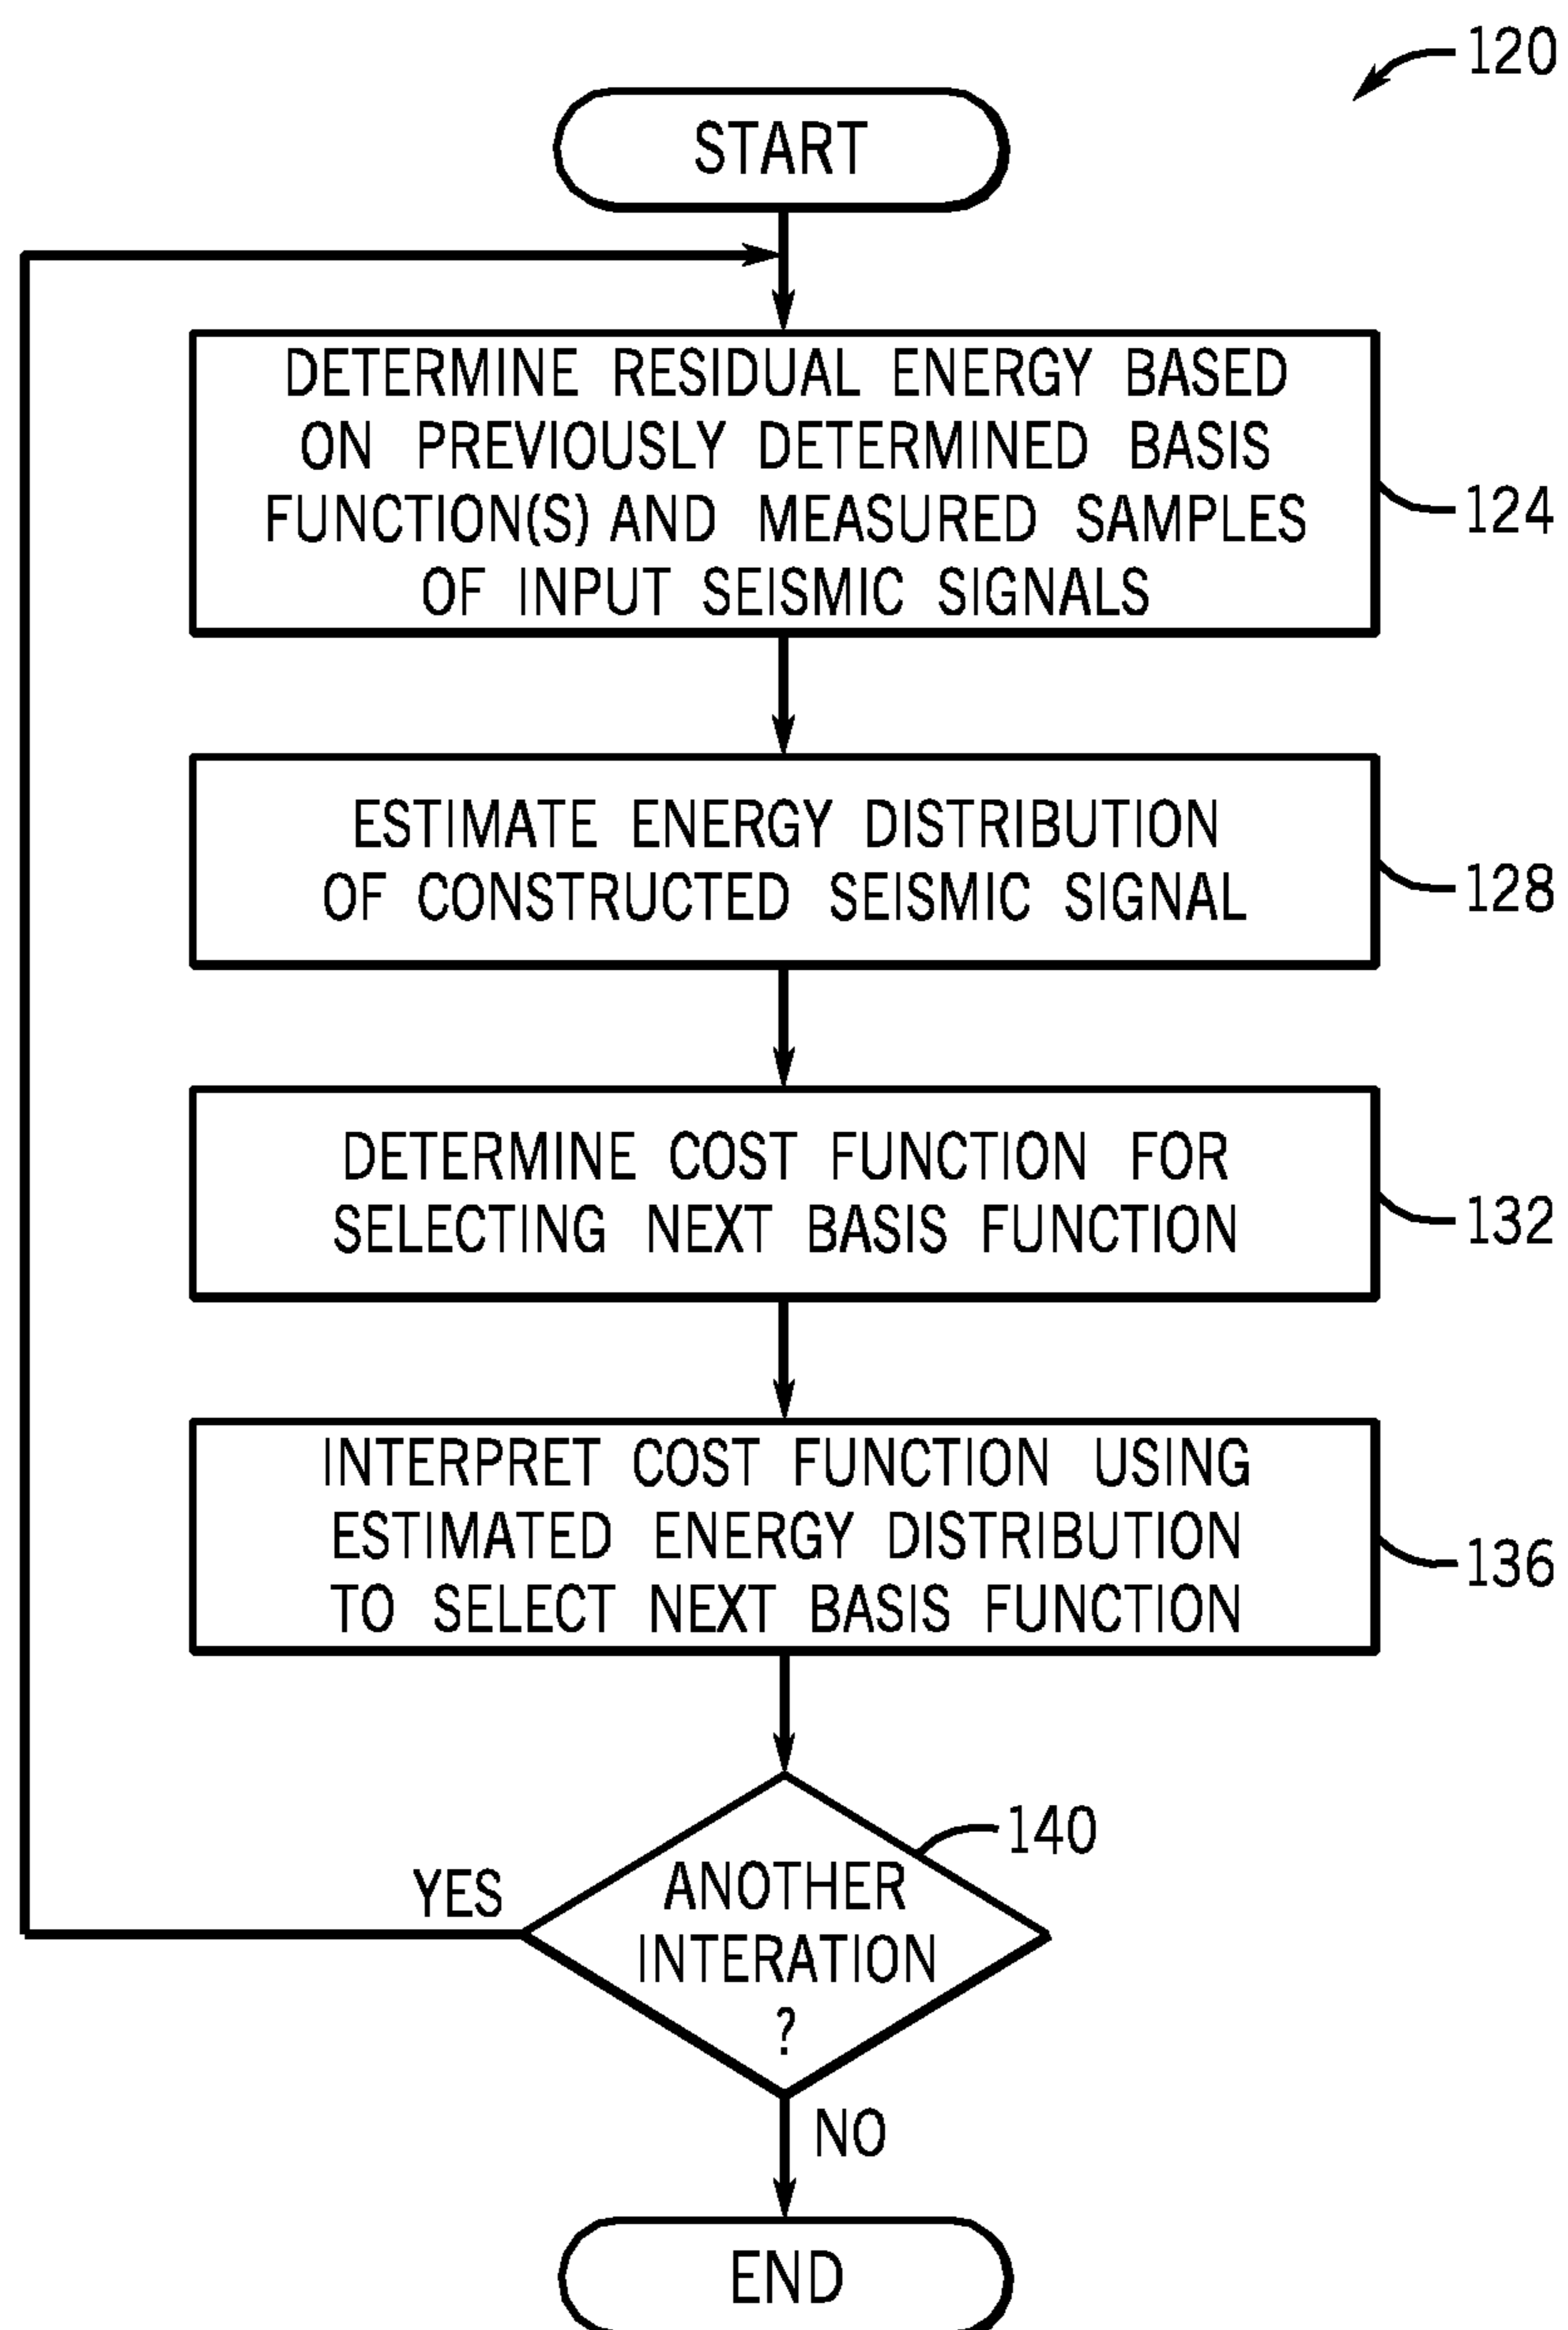 120
START
DETERMINE RESIDUAL ENERGY BASED
ON PREVIOUSLY DETERMINED BASIS
FUNCTION(S) AND MEASURED SAMPLES
OF INPUT SEISMIC SIGNALS
124
ESTIMATE ENERGY DISTRIBUTION
OF CONSTRUCTED SEISMIC SIGNAL
128
DETERMINE COST FUNCTION FOR
SELECTING NEXT BASIS FUNCTION
132
INTERPRET COST FUNCTION USING
ESTIMATED ENERGY DISTRIBUTION
TO SELECT NEXT BASIS FUNCTION
136
140
YES
ANOTHER
INTERATION
?
NO
END